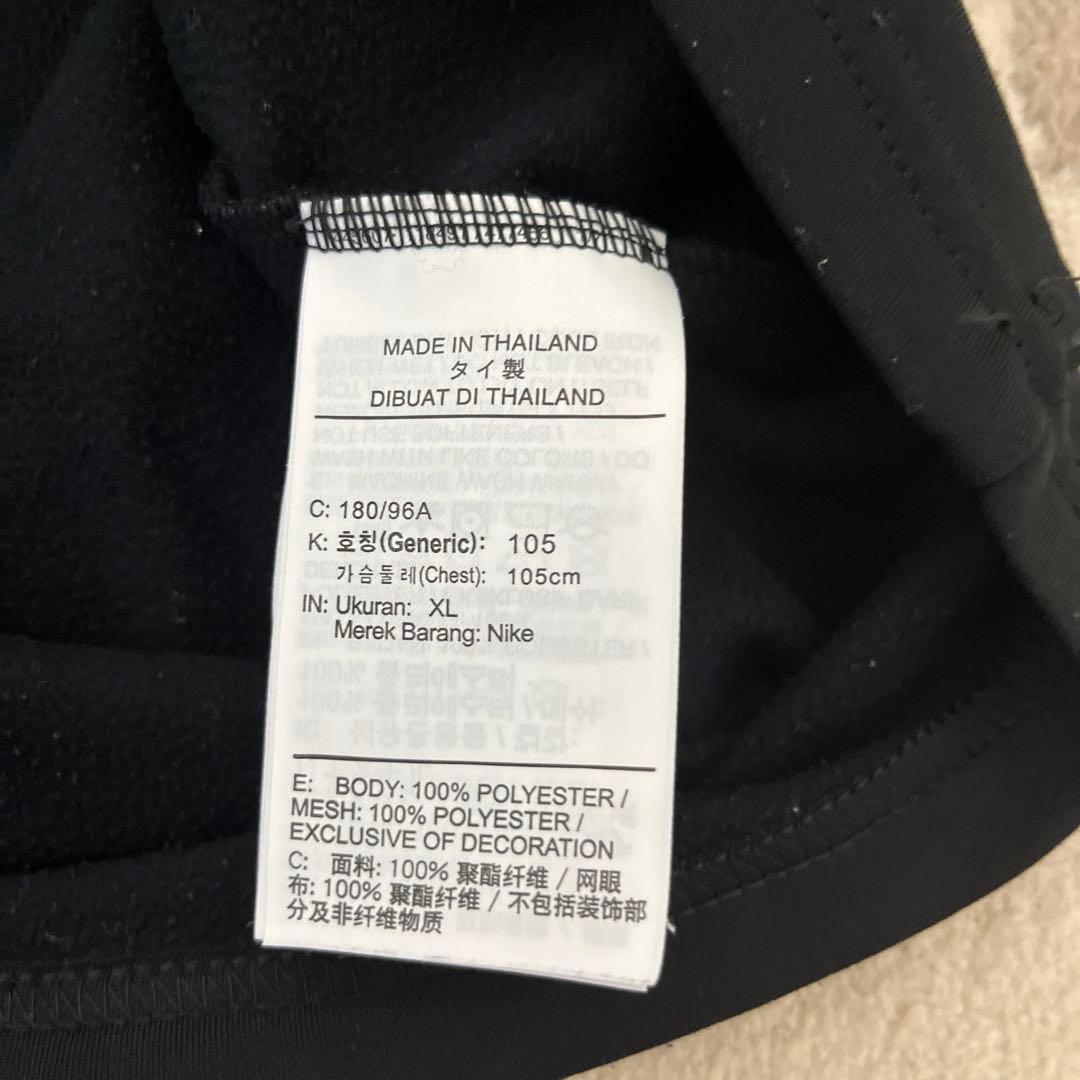 MADE IN THAILAND
タイ製
DIBUAT DI THAILAND
C: 180/96A
K: 호칭(Generic): 105
가슴둘레(Chest): 105cm
IN: Ukuran: XL
Merek Barang: Nike
E: BODY: 100% POLYESTER /
MESH: 100% POLYESTER /
EXCLUSIVE OF DECORATION
C: 面料: 100% 聚酯纤维 / 网眼
布: 100% 聚酯纤维 / 不包括装饰部
分及非纤维物质